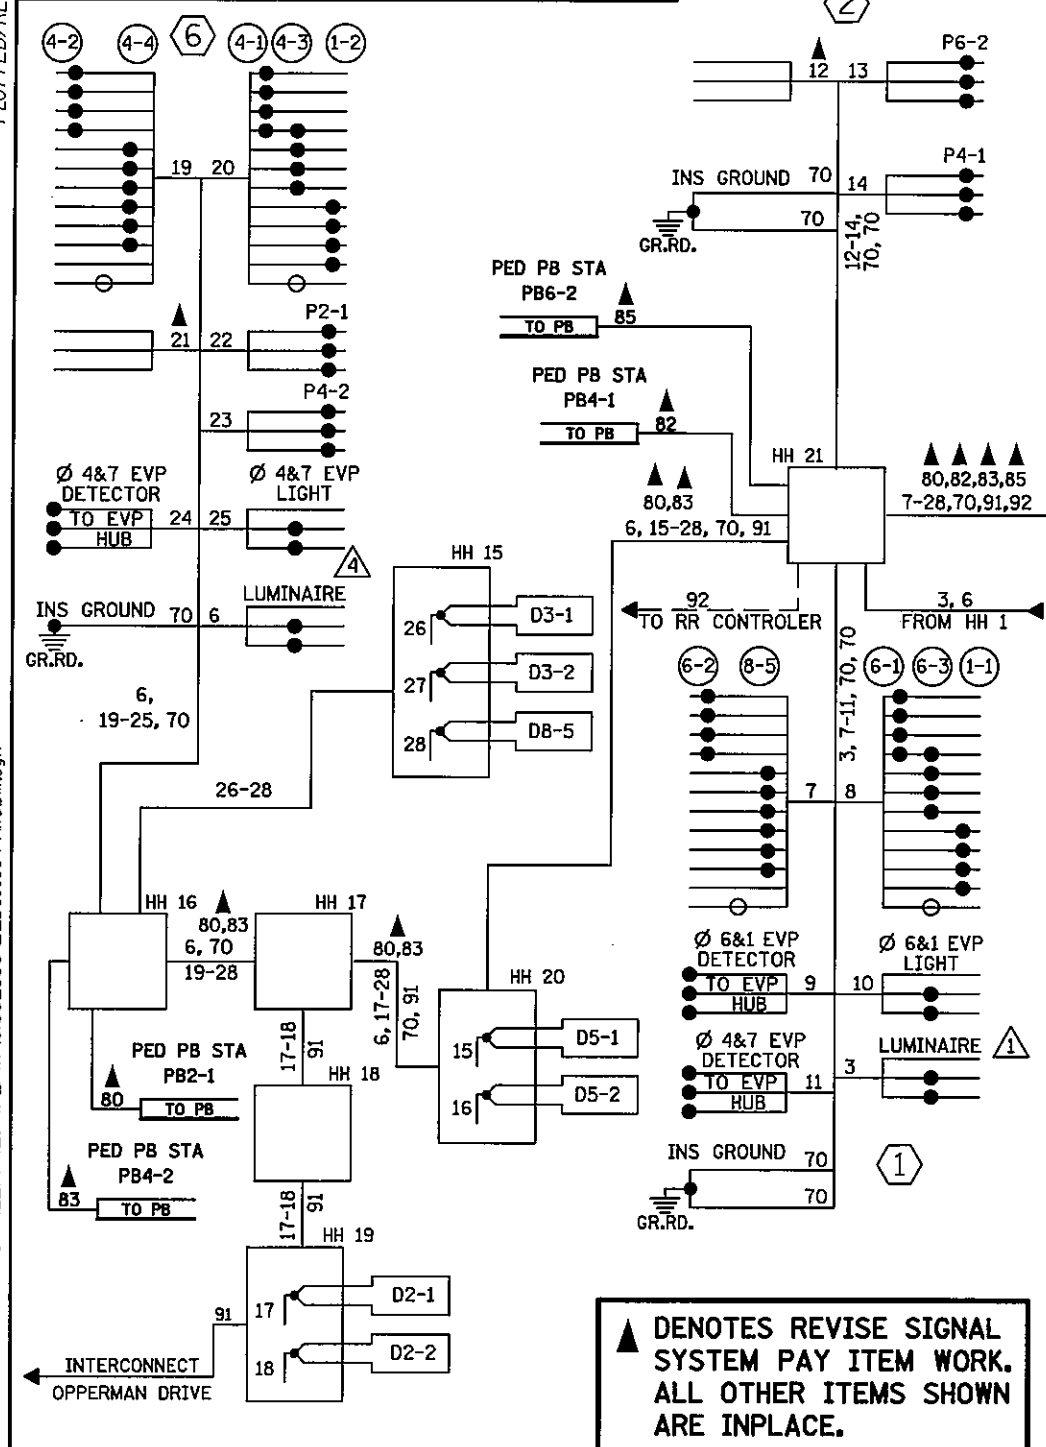 2
4-2 4-4 6 4-1 4-3 1-2
P6-2
12 13
P4-1
19 20
INS GROUND 70 14
70
GR.RD.
12-14,
70, 70
PED PB STA
PB6-2
85
TO PB
P2-1
21 22
P4-2
PED PB STA
PB4-1
82
TO PB
23
HH 21
80,82,83,85
7-28,70,91,92
80,83
6, 15-28, 70, 91
Ø 4&7 EVP
DETECTOR
Ø 4&7 EVP
LIGHT
TO EVP
HUB
24 25
4
HH 15
LUMINAIRE
INS GROUND 70 6
GR.RD.
26 D3-1
27 D3-2
28 D8-5
92
TO RR CONTROLER
3, 6
FROM HH 1
6-2 8-5 6-1 6-3 1-1
3, 7-11, 70, 70
6,
19-25, 70
26-28
7 8
HH 16
80,83
6, 70
19-28
HH 17
80,83
6, 17-28
70, 91
HH 20
15 D5-1
16 D5-2
Ø 6&1 EVP
DETECTOR
Ø 6&1 EVP
LIGHT
TO EVP
HUB
9 10
Ø 4&7 EVP
DETECTOR
LUMINAIRE 1
3
TO EVP
HUB
11
17-18
91
PED PB STA
PB2-1
80
TO PB
HH 18
PED PB STA
PB4-2
83
TO PB
INS GROUND 70
70
GR.RD.
1
17-18
91
HH 19
17 D2-1
18 D2-2
91
INTERCONNECT
OPPERMAN DRIVE
DENOTES REVISE SIGNAL
SYSTEM PAY ITEM WORK.
ALL OTHER ITEMS SHOWN
ARE INPLACE.